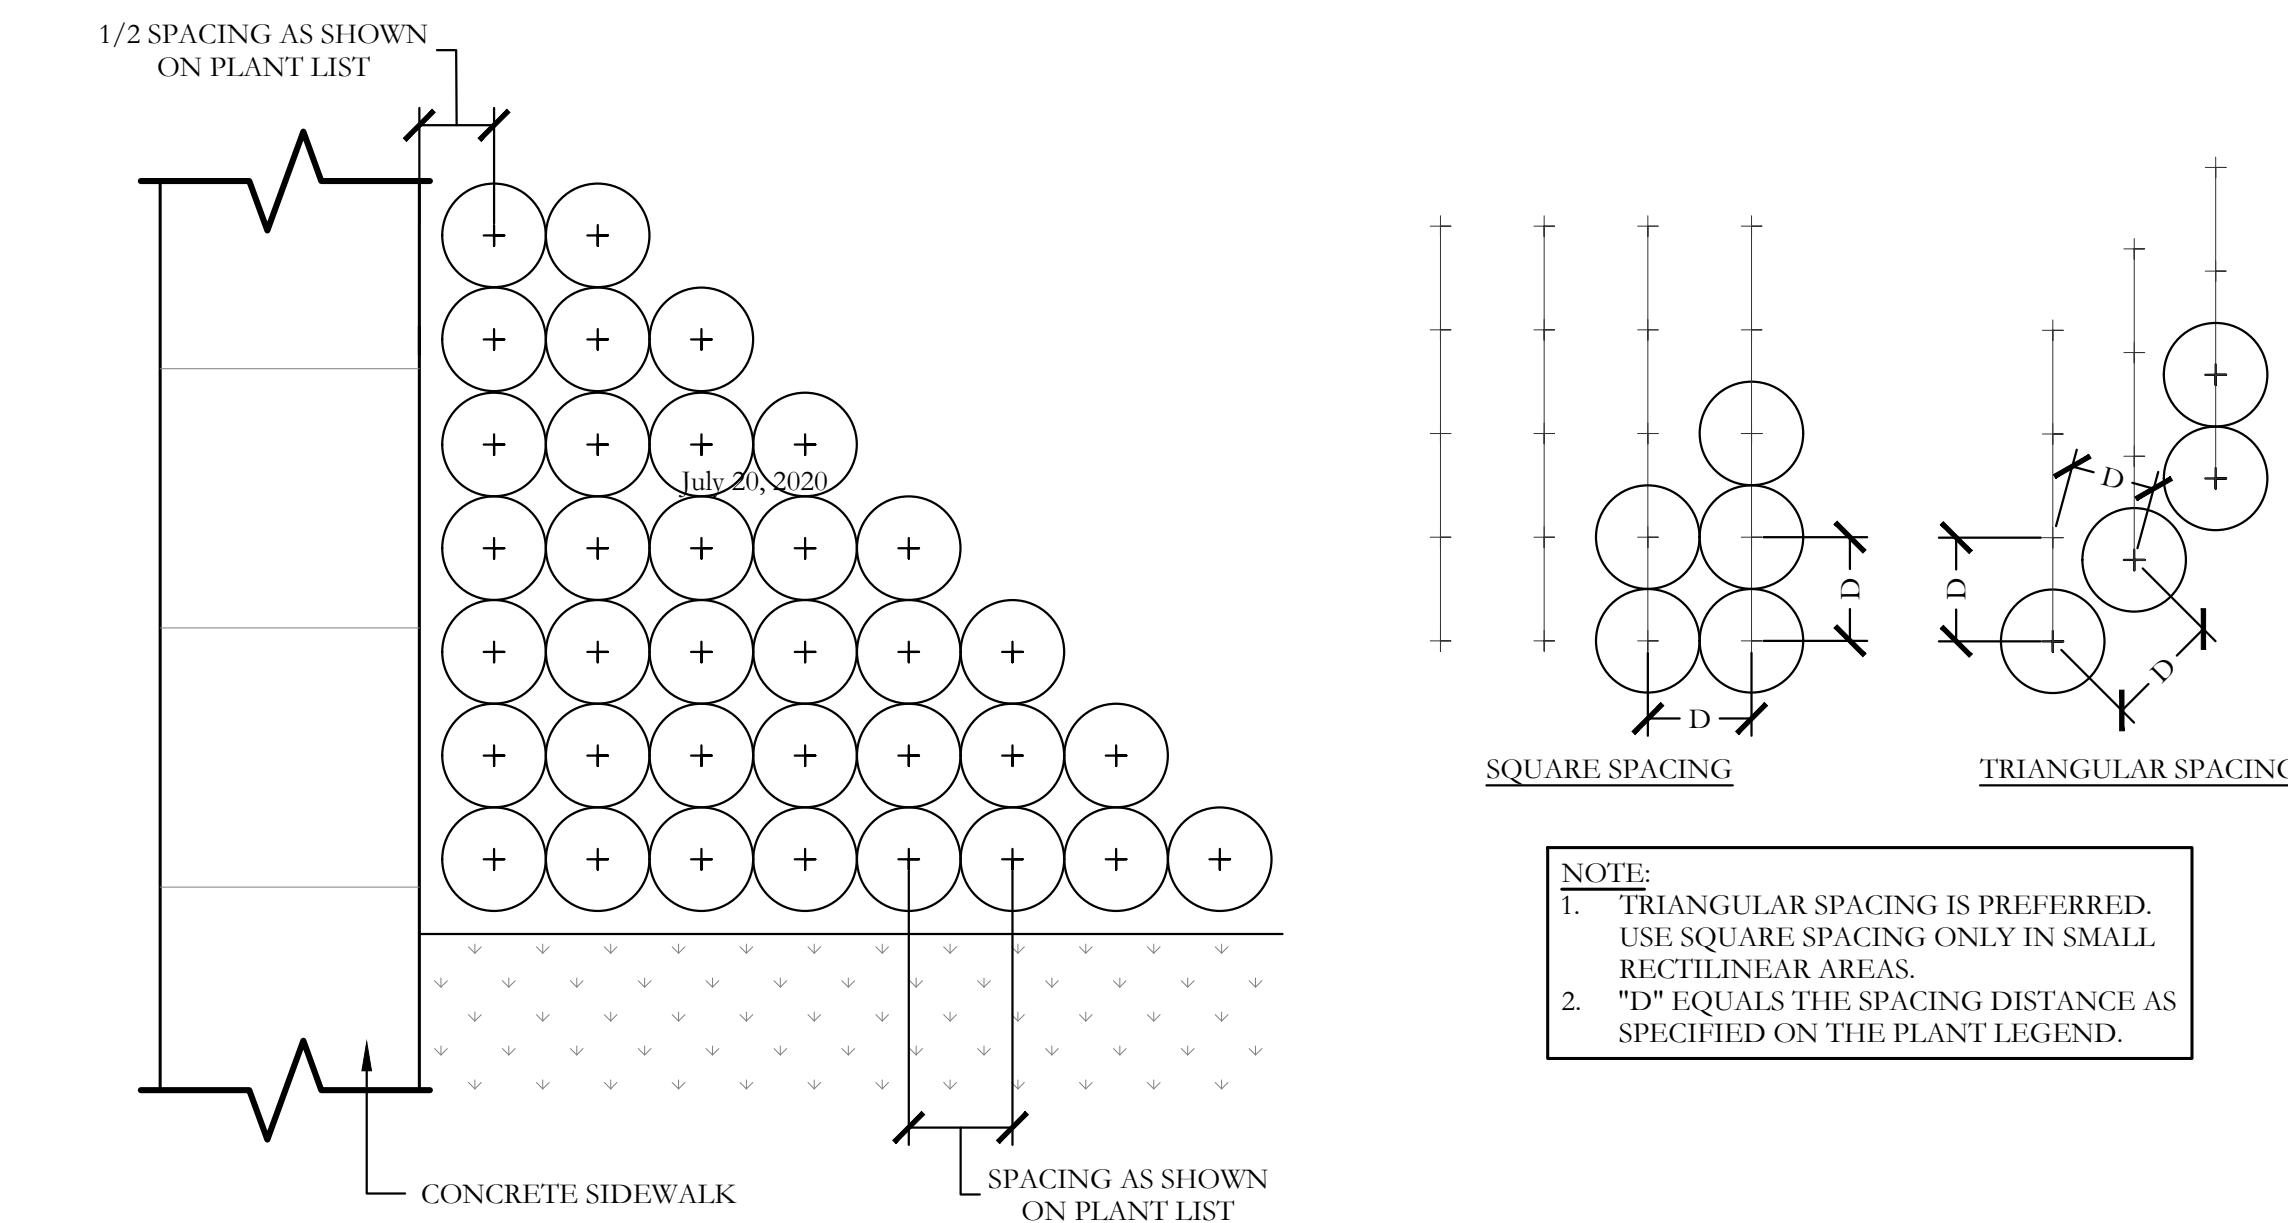 1/2 SPACING AS SHOWN
ON PLANT LIST
July 20, 2020
D
D
D
D
D
SQUARE SPACING
TRIANGULAR SPACING
NOTE:
1. TRIANGULAR SPACING IS PREFERRED.
USE SQUARE SPACING ONLY IN SMALL
RECTILINEAR AREAS.
2. "D" EQUALS THE SPACING DISTANCE AS
SPECIFIED ON THE PLANT LEGEND.
CONCRETE SIDEWALK
SPACING AS SHOWN
ON PLANT LIST